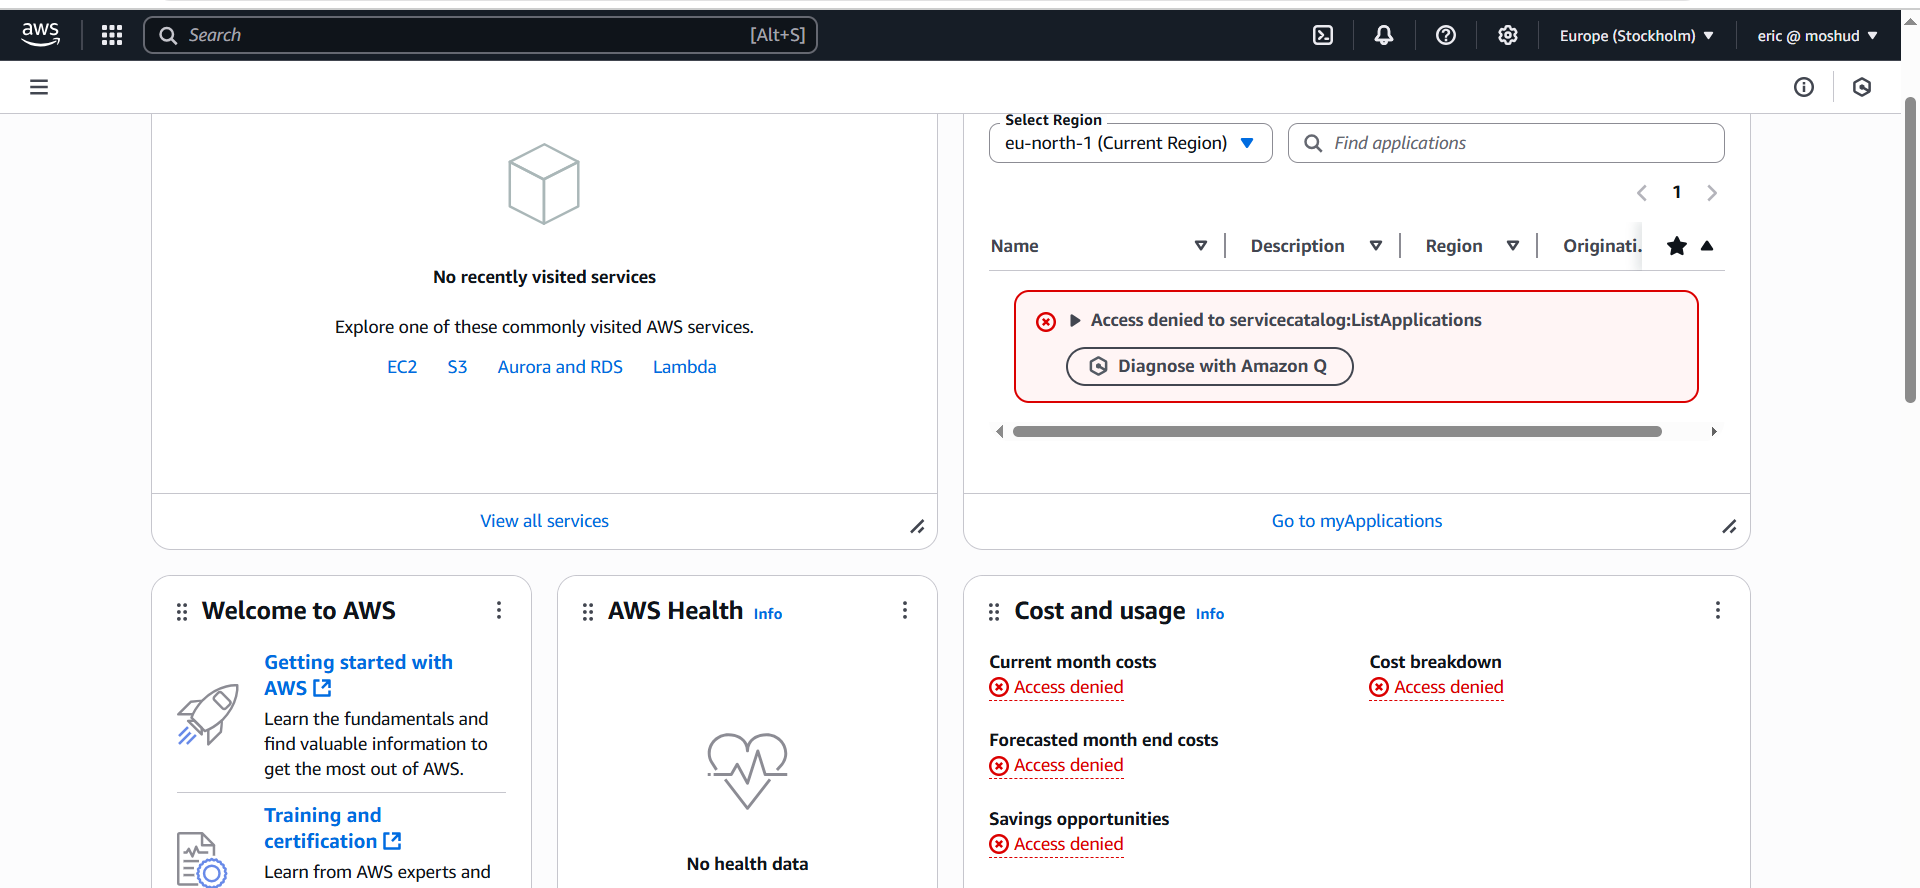 aws
Search
[Alt+S]
Europe (Stockholm)
eric @ moshud
No recently visited services
Explore one of these commonly visited AWS services.
EC2
S3
Aurora and RDS
Lambda
View all services
Select Region
eu-north-1 (Current Region)
Find applications
1
Name
Description
Region
Originati.
Access denied to servicecatalog:ListApplications
Diagnose with Amazon Q
Go to myApplications
Welcome to AWS
Getting started with
AWS
Learn the fundamentals and
find valuable information to
get the most out of AWS.
Training and
certification
Learn from AWS experts and
AWS Health
Info
No health data
Cost and usage
Info
Current month costs
Access denied
Cost breakdown
Access denied
Forecasted month end costs
Access denied
Savings opportunities
Access denied